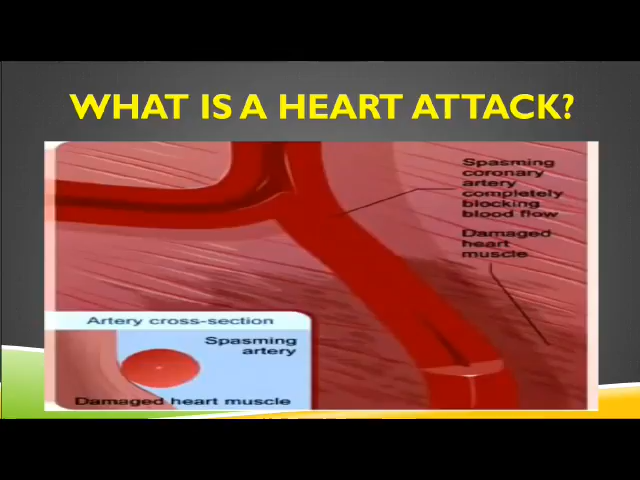 WHAT IS A HEART ATTACK?
Spasming
coronary
artery
completely
blocking
blood flow
Damaged
heart
muscle
Artery cross-section
Spasming
artery
Damaged heart muscle